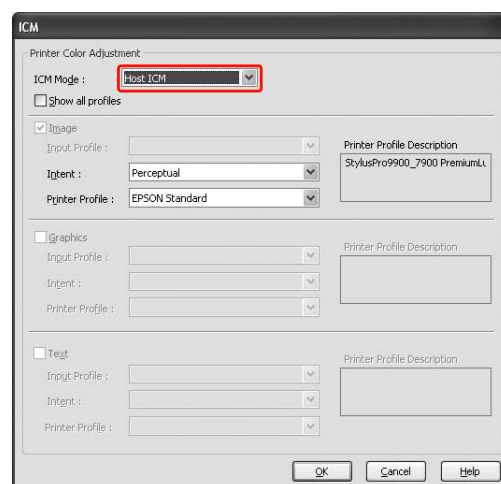 ICM
Printer Color Adjustment
ICM Mode : Host ICM
Show all profiles
Image
Input Profile :
Printer Profile Description
Intent : Perceptual
StylusPro9900_7900 PremiumLu
Printer Profile : EPSON Standard
Graphics
Input Profile :
Printer Profile Description
Intent :
Printer Profile :
Text
Input Profile :
Printer Profile Description
Intent :
Printer Profile :
OK Cancel Help